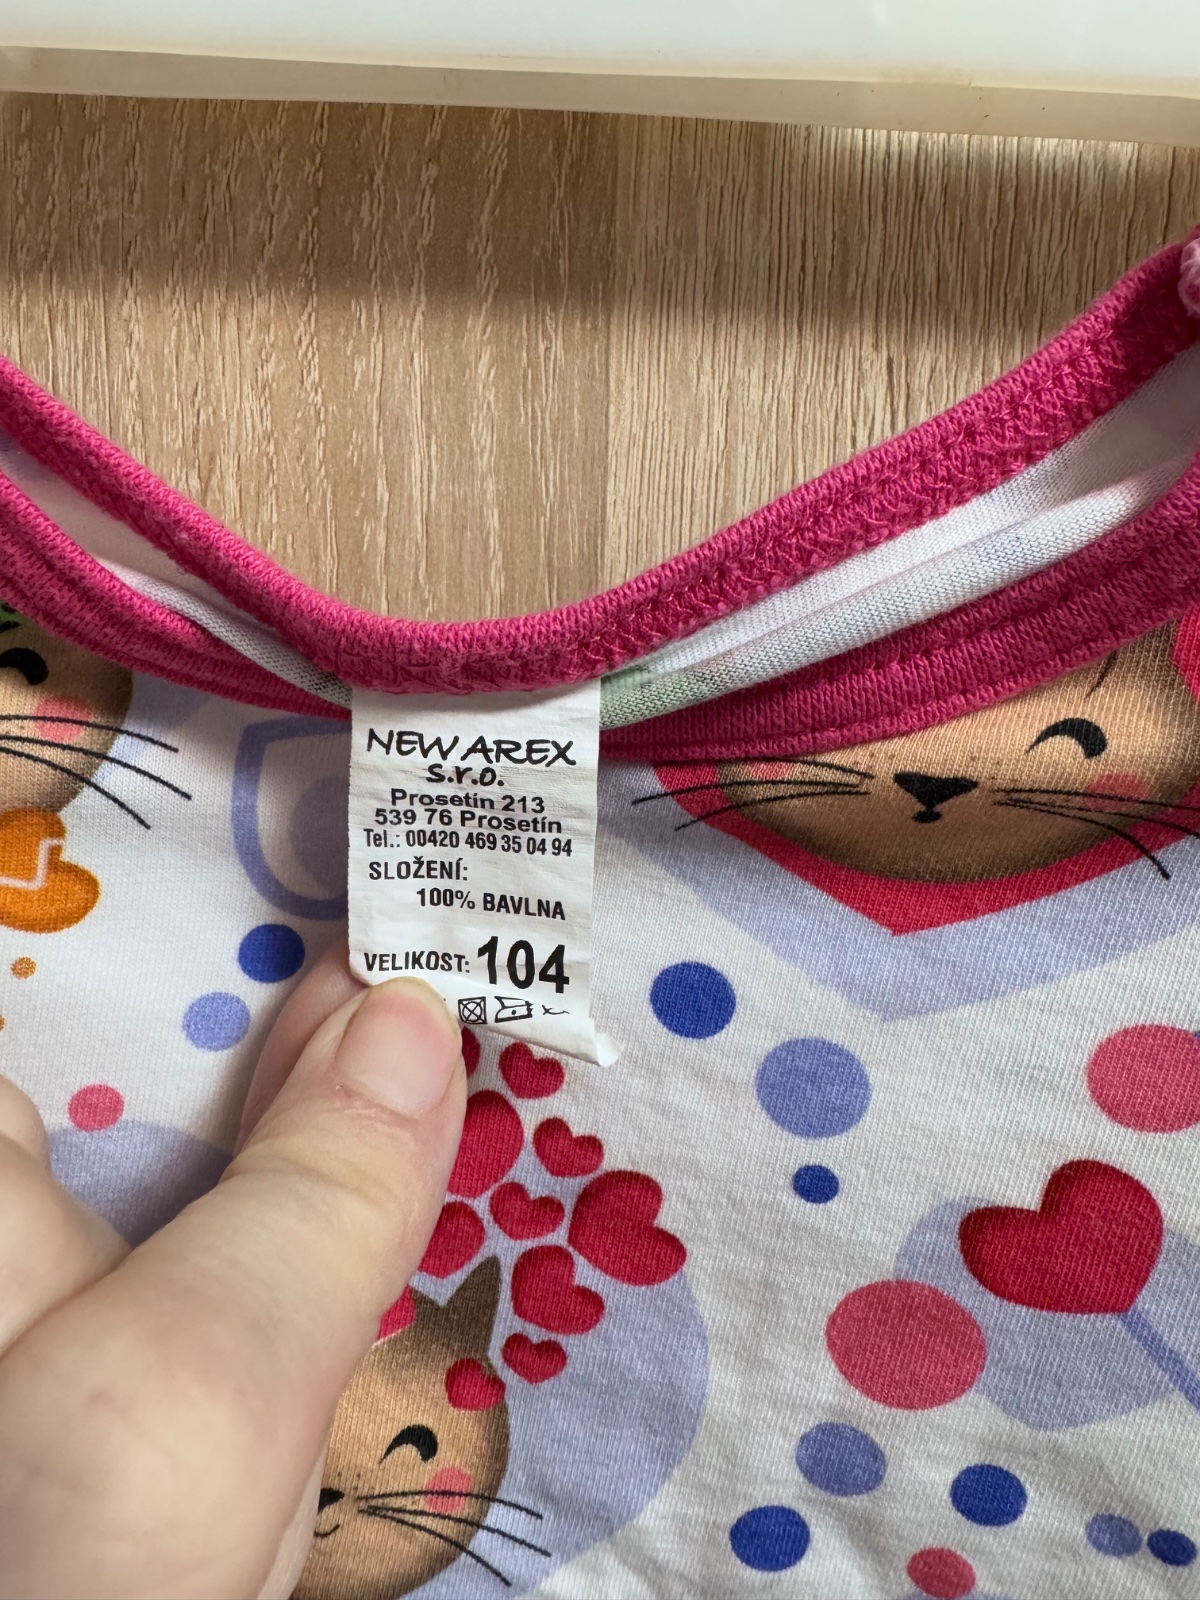 NEW AREX
s.r.o.
Prosetín 213
539 76 Prosetín
Tel.: 00420 469 35 04 94
SLOŽENÍ:
100% BAVLNA
VELIKOST: 104